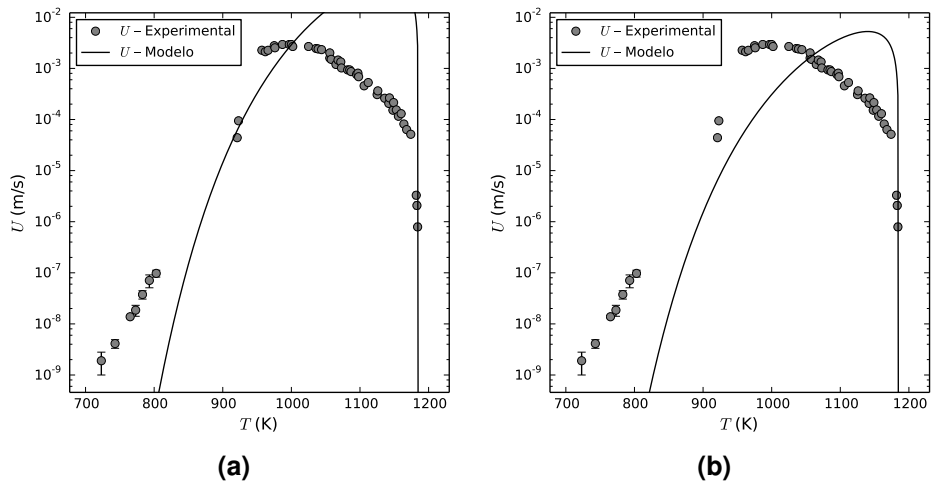 10⁻²
10⁻³
10⁻⁴
10⁻⁵
10⁻⁶
10⁻⁷
10⁻⁸
10⁻⁹
U (m/s)
U − Experimental
U − Modelo
700 800 900 1000 1100 1200
T (K)
(a)
10⁻²
10⁻³
10⁻⁴
10⁻⁵
10⁻⁶
10⁻⁷
10⁻⁸
10⁻⁹
U (m/s)
U − Experimental
U − Modelo
700 800 900 1000 1100 1200
T (K)
(b)